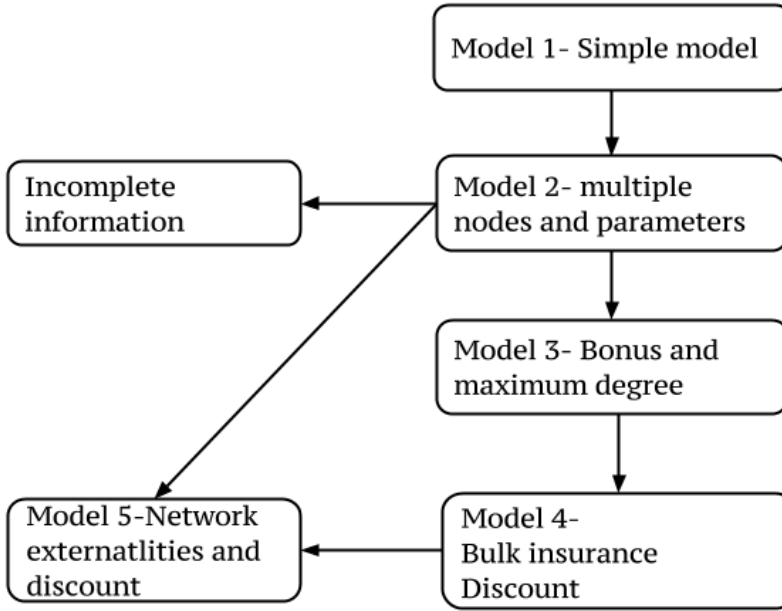 Model 1- Simple model
Incomplete
information
Model 2- multiple
nodes and parameters
Model 3- Bonus and
maximum degree
Model 5-Network
externatlities and
discount
Model 4-
Bulk insurance
Discount